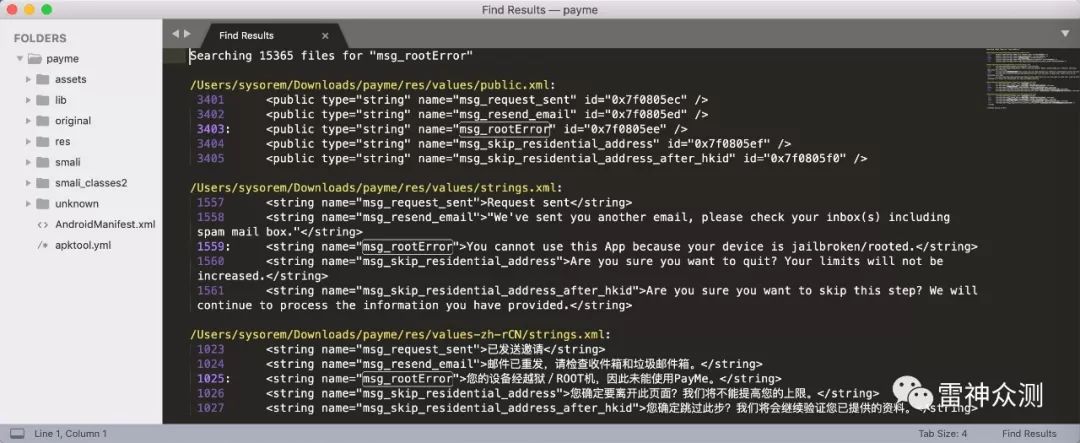 Find Results — payme
FOLDERS
payme
assets
lib
original
res
smali
smali_classes2
unknown
<> AndroidManifest.xml
/* apktool.yml
Find Results ×
Searching 15365 files for "msg_rootError"
/Users/sysorem/Downloads/payme/res/values/public.xml:
3401 <public type="string" name="msg_request_sent" id="0x7f0805ec" />
3402 <public type="string" name="msg_resend_email" id="0x7f0805ed" />
3403: <public type="string" name="msg_rootError" id="0x7f0805ee" />
3404 <public type="string" name="msg_skip_residential_address" id="0x7f0805ef" />
3405 <public type="string" name="msg_skip_residential_address_after_hkid" id="0x7f0805f0" />
/Users/sysorem/Downloads/payme/res/values/strings.xml:
1557 <string name="msg_request_sent">Request sent</string>
1558 <string name="msg_resend_email">"We've sent you another email, please check your inbox(s) including
spam mail box."</string>
1559: <string name="msg_rootError">You cannot use this App because your device is jailbroken/rooted.</string>
1560 <string name="msg_skip_residential_address">Are you sure you want to quit? Your limits will not be
increased.</string>
1561 <string name="msg_skip_residential_address_after_hkid">Are you sure you want to skip this step? We will
continue to process the information you have provided.</string>
/Users/sysorem/Downloads/payme/res/values-zh-rCN/strings.xml:
1023 <string name="msg_request_sent">已发送邀请</string>
1024 <string name="msg_resend_email">邮件已重发，请检查收件箱和垃圾邮件箱。</string>
1025: <string name="msg_rootError">您的设备经越狱／ROOT机，因此未能使用PayMe。</string>
1026 <string name="msg_skip_residential_address">您确定要离开此页面？我们将不能提高您的上限。</string>
1027 <string name="msg_skip_residential_address_after_hkid">您确定跳过此步？我们将会继续验证您已提供的资料。</string>
雷神众测
Line 1, Column 1
Tab Size: 4
Find Results